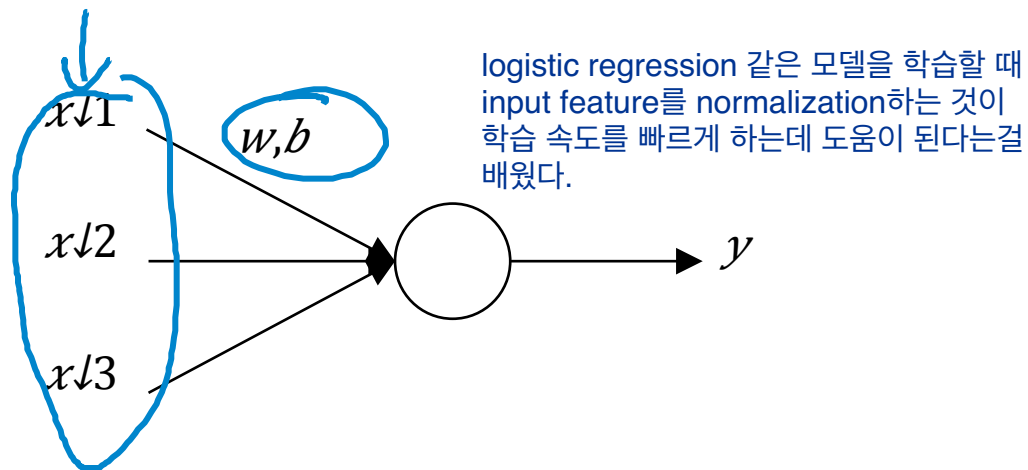 logistic regression 같은 모델을 학습할 때
input feature를 normalization하는 것이
학습 속도를 빠르게 하는데 도움이 된다는걸
배웠다.
x↓1
w,b
x↓2
y
x↓3